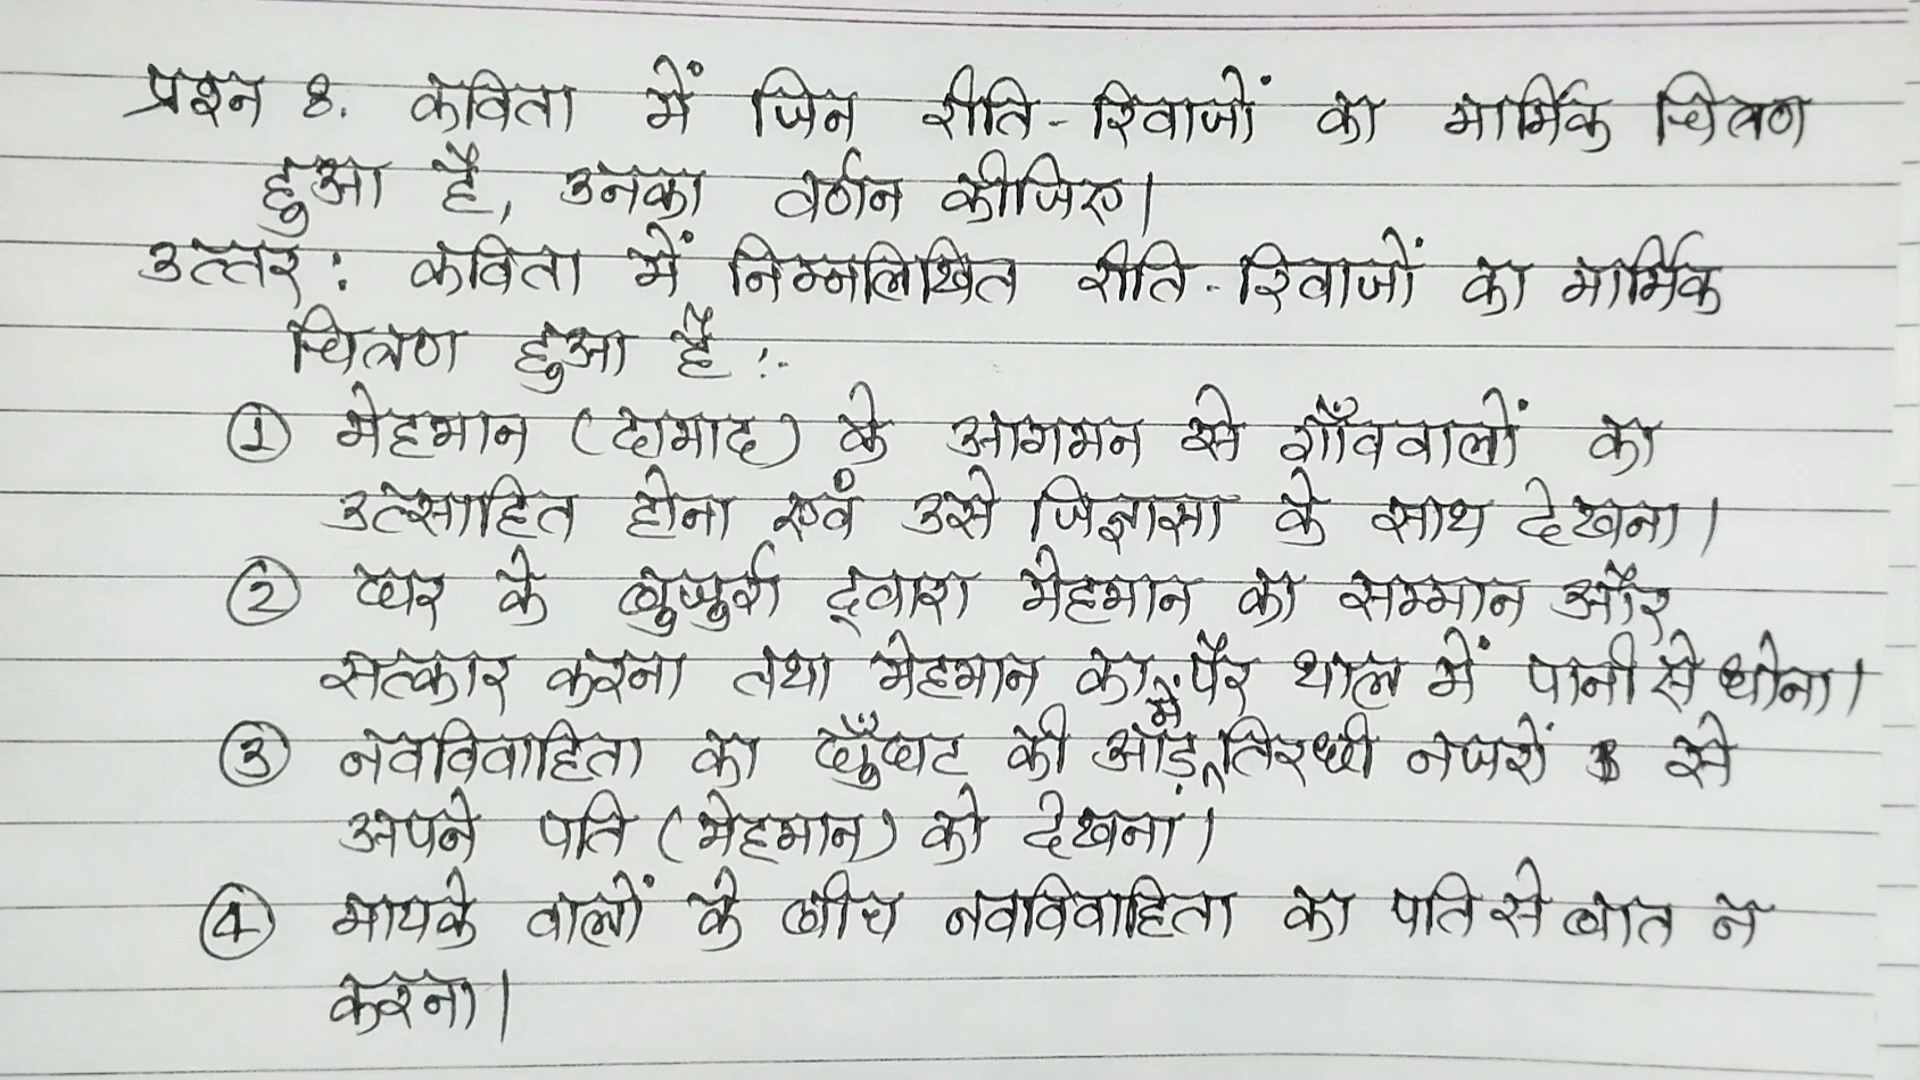 प्रश्न 8. कविता में जिन रीति-रिवाजों का मार्मिक चित्रण
हुआ है, उनका वर्णन कीजिए।
उत्तर: कविता में निम्नलिखित रीति-रिवाजों का मार्मिक
चित्रण हुआ है :-
① मेहमान (दामाद) के आगमन से गाँववालों का
उत्साहित होना एवं उसे जिज्ञासा के साथ देखना।
② घर के बुजुर्ग द्वारा मेहमान का सम्मान और
सत्कार करना तथा मेहमान का पैर थाल में पानी से धोना।
③ नवविवाहिता का घूँघट की ओड़ में तिरछी नजरों से
अपने पति (मेहमान) को देखना।
④ मायके वालों के बीच नवविवाहिता का पति से बात न
करना।